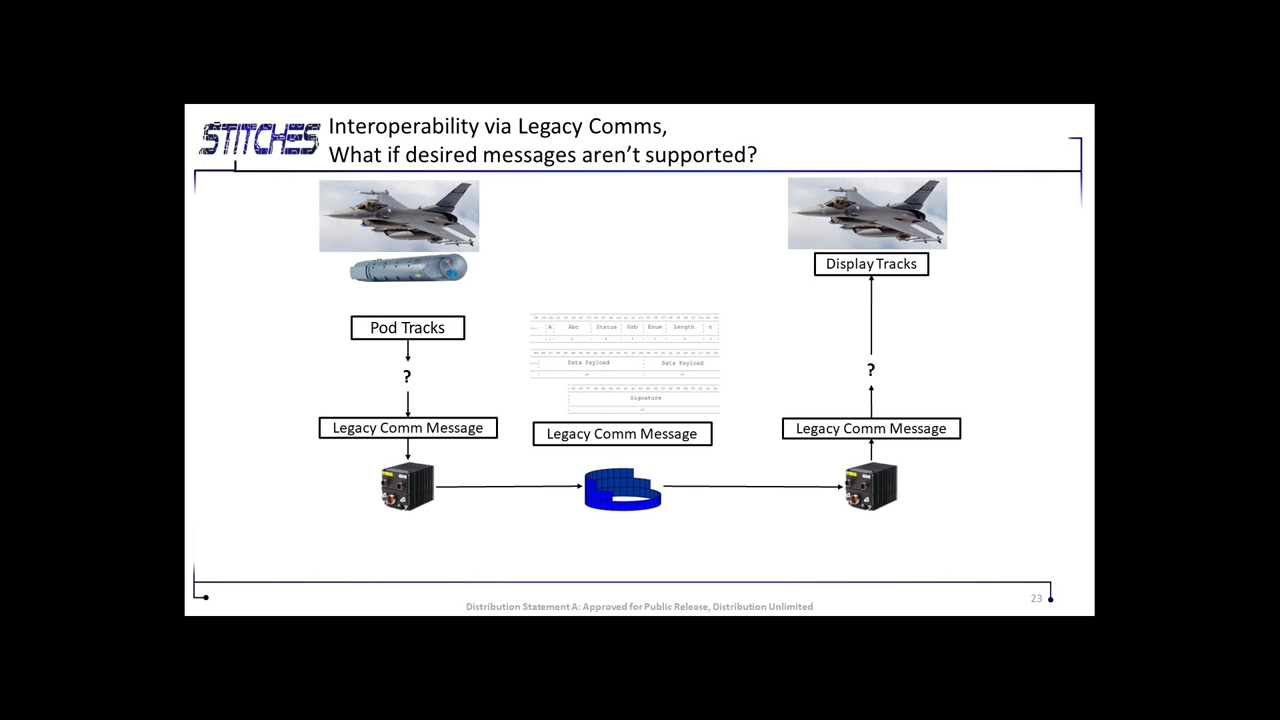 STITCHES
Interoperability via Legacy Comms,
What if desired messages aren't supported?
Display Tracks
Pod Tracks
?
?
A Abc Status Grb Enum Length n
Data Payload Data Payload
Signature
Legacy Comm Message
Legacy Comm Message
Legacy Comm Message
23
Distribution Statement A: Approved for Public Release, Distribution Unlimited